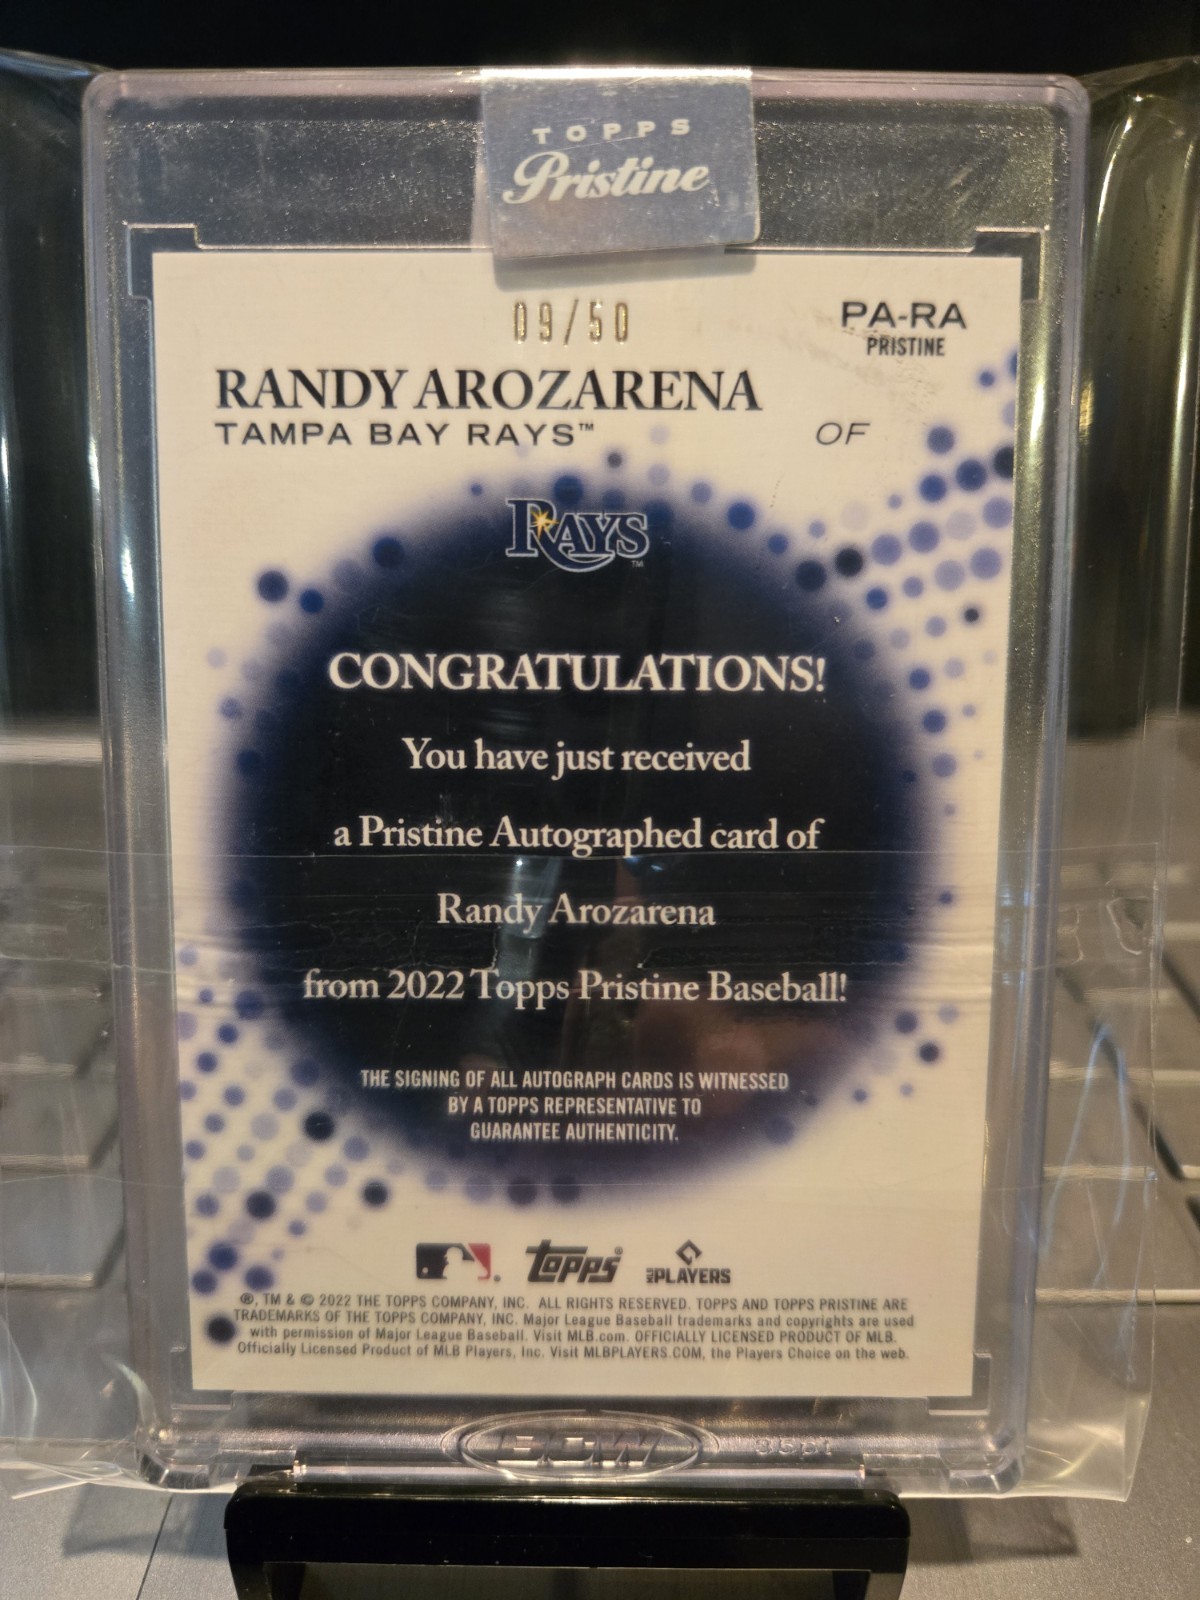 TOPPS
Pristine
09/50
PA-RA
PRISTINE
RANDY AROZARENA
TAMPA BAY RAYS™
OF
RAYS
TM
CONGRATULATIONS!
You have just received
a Pristine Autographed card of
Randy Arozarena
from 2022 Topps Pristine Baseball!
THE SIGNING OF ALL AUTOGRAPH CARDS IS WITNESSED
BY A TOPPS REPRESENTATIVE TO
GUARANTEE AUTHENTICITY.
topps®
MLB PLAYERS
®, TM & © 2022 THE TOPPS COMPANY, INC. ALL RIGHTS RESERVED. TOPPS AND TOPPS PRISTINE ARE
TRADEMARKS OF THE TOPPS COMPANY, INC. Major League Baseball trademarks and copyrights are used
with permission of Major League Baseball. Visit MLB.com. OFFICIALLY LICENSED PRODUCT OF MLB.
Officially Licensed Product of MLB Players, Inc. Visit MLBPLAYERS.COM, the Players Choice on the web.
BCW